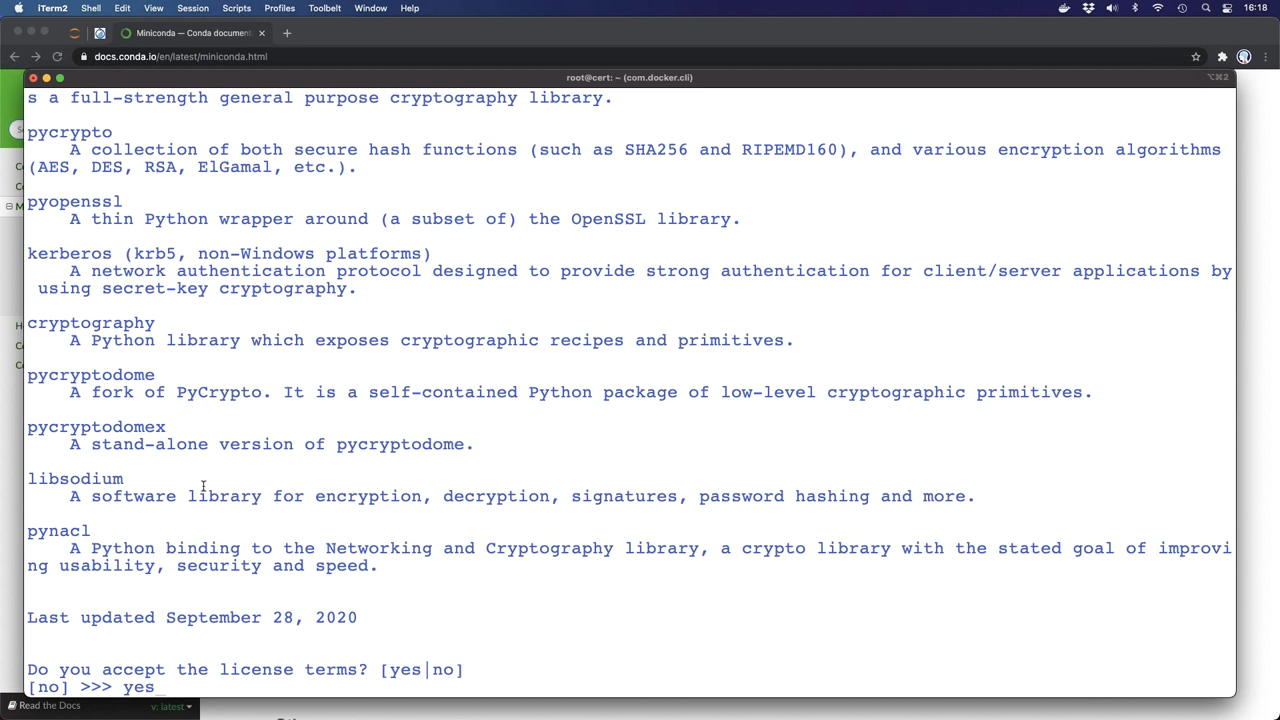 iTerm2 Shell Edit View Session Scripts Profiles Toolbelt Window Help 16:18
Miniconda — Conda document
docs.conda.io/en/latest/miniconda.html
root@cert: ~ (com.docker.cli) ⌥⌘2
s a full-strength general purpose cryptography library.
pycrypto
A collection of both secure hash functions (such as SHA256 and RIPEMD160), and various encryption algorithms
(AES, DES, RSA, ElGamal, etc.).
pyopenssl
A thin Python wrapper around (a subset of) the OpenSSL library.
kerberos (krb5, non-Windows platforms)
A network authentication protocol designed to provide strong authentication for client/server applications by
using secret-key cryptography.
cryptography
A Python library which exposes cryptographic recipes and primitives.
pycryptodome
A fork of PyCrypto. It is a self-contained Python package of low-level cryptographic primitives.
pycryptodomex
A stand-alone version of pycryptodome.
libsodium
A software library for encryption, decryption, signatures, password hashing and more.
pynacl
A Python binding to the Networking and Cryptography library, a crypto library with the stated goal of improvi
ng usability, security and speed.
Last updated September 28, 2020
Do you accept the license terms? [yes|no]
[no] >>> yes_
Read the Docs v: latest